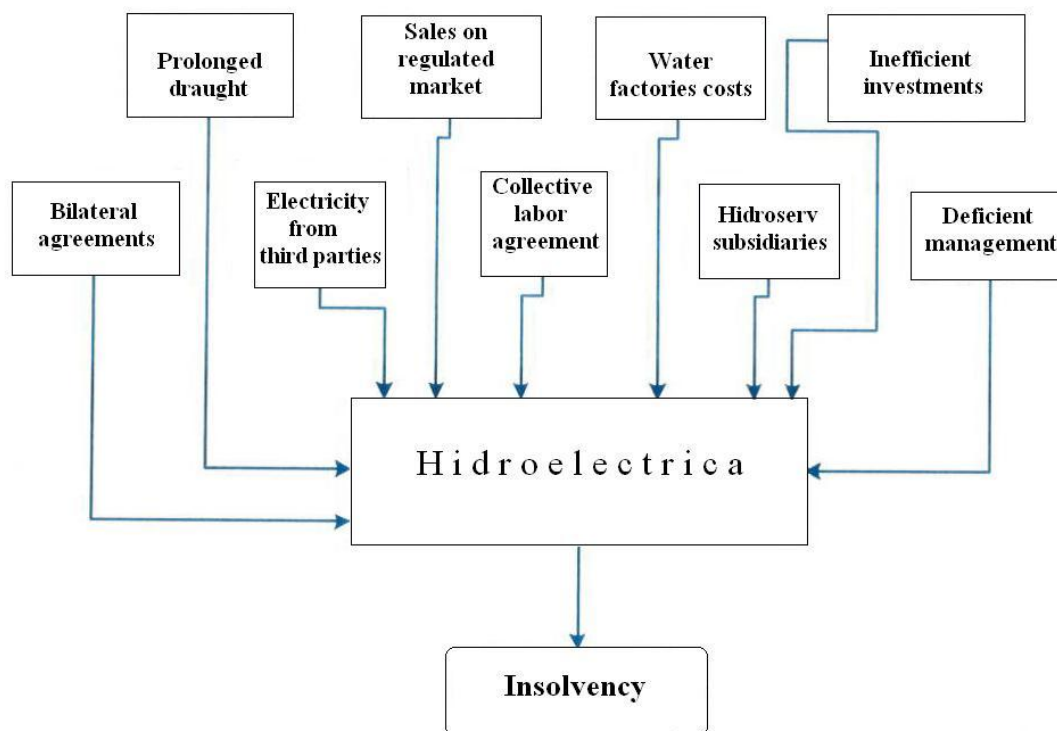 Prolonged
draught
Sales on
regulated
market
Water
factories costs
Inefficient
investments
Bilateral
agreements
Electricity
from
third parties
Collective
labor
agreement
Hidroserv
subsidiaries
Deficient
management
Hidroelectrica
Insolvency